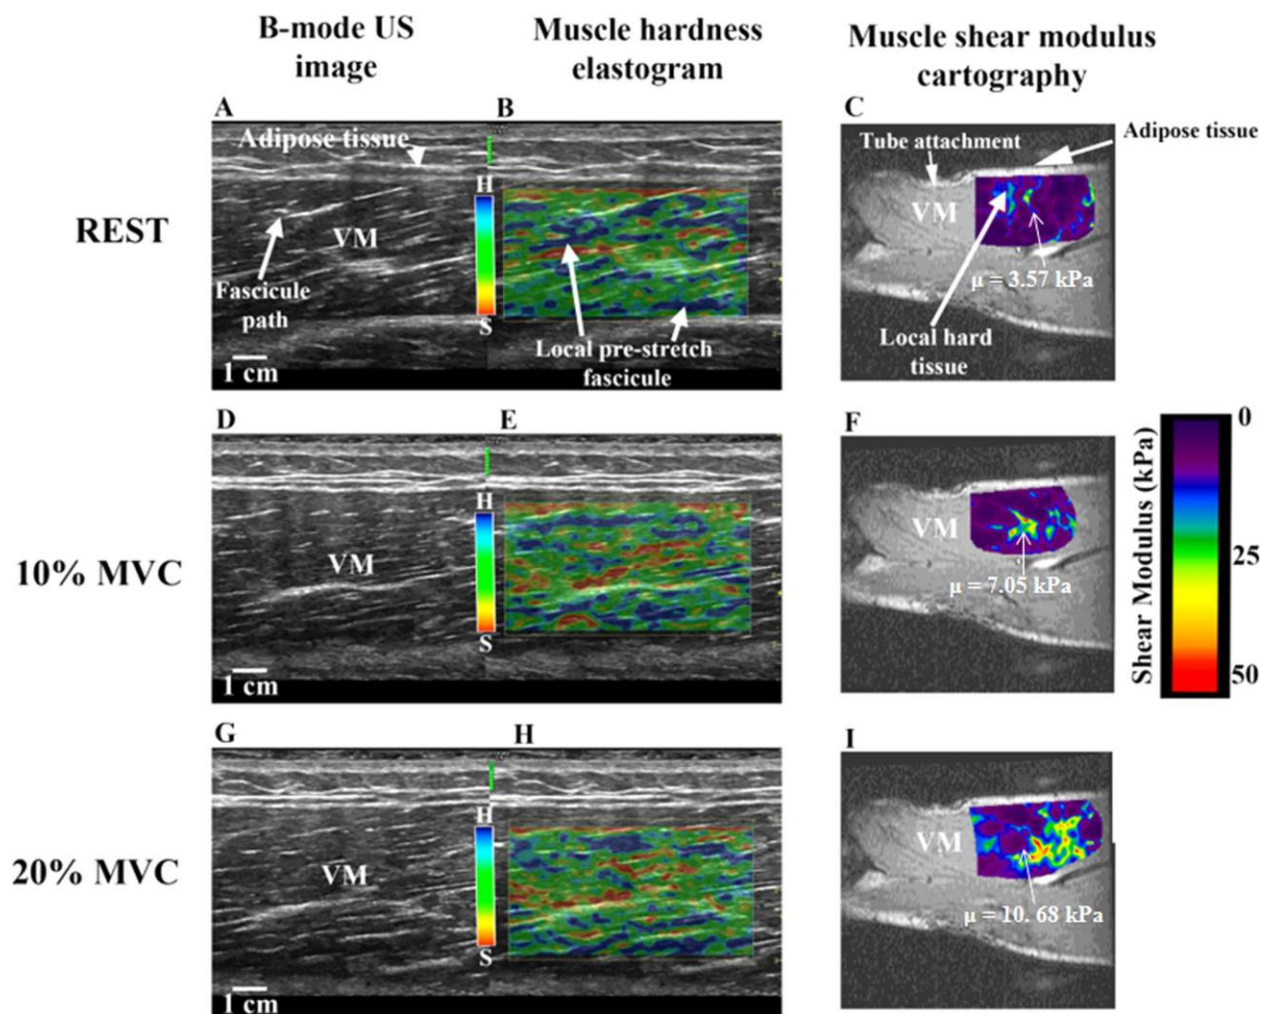 B-mode US
image
Muscle hardness
elastogram
Muscle shear modulus
cartography
A
B
C
REST
Adipose tissue
VM
Fascicule
path
1 cm
H
S
Local pre-stretch
fascicule
Tube attachment
Adipose tissue
VM
μ = 3.57 kPa
Local hard
tissue
D
E
F
10% MVC
VM
1 cm
H
S
VM
μ = 7.05 kPa
Shear Modulus (kPa)
0
25
50
G
H
I
20% MVC
VM
1 cm
H
S
VM
μ = 10. 68 kPa